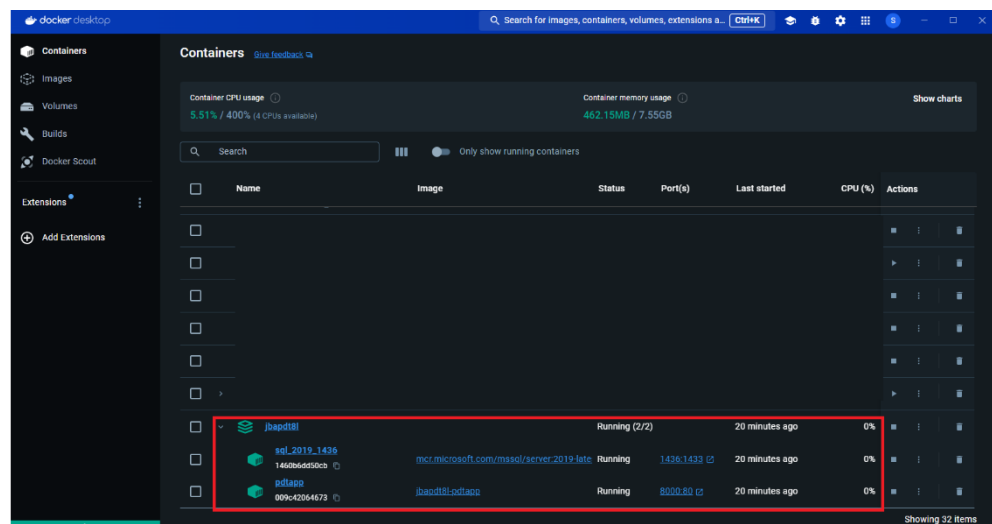 docker desktop
Search for images, containers, volumes, extensions a... Ctrl+K
S
Containers
Images
Volumes
Builds
Docker Scout
Extensions
Add Extensions
Containers Give feedback
Container CPU usage
5.51% / 400% (4 CPUs available)
Container memory usage
462.15MB / 7.55GB
Show charts
Search
Only show running containers
Name Image Status Port(s) Last started CPU (%) Actions
jbapdt8l Running (2/2) 20 minutes ago 0%
sql_2019_1436
1460b6dd50cb
mcr.microsoft.com/mssql/server:2019-late Running 1436:1433 20 minutes ago 0%
pdtapp
009c42064673
jbapdt8l-pdtapp Running 8000:80 20 minutes ago 0%
Showing 32 items